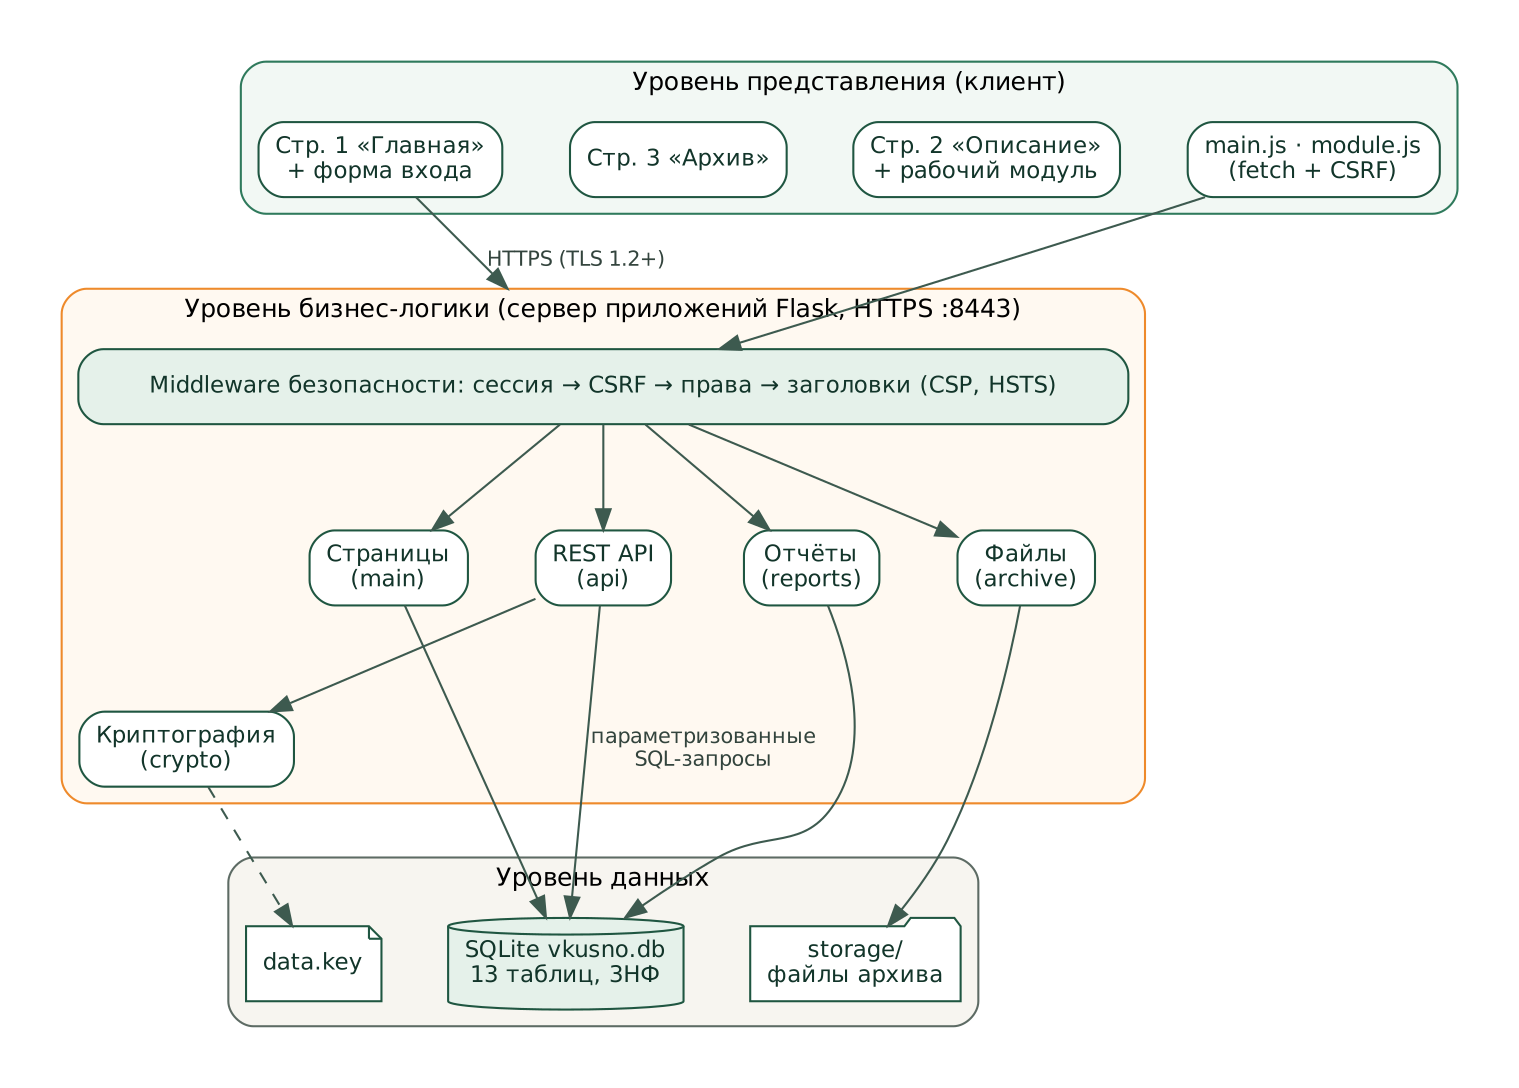 Уровень представления (клиент)
Стр. 1 «Главная»
+ форма входа
Стр. 3 «Архив»
Стр. 2 «Описание»
+ рабочий модуль
main.js · module.js
(fetch + CSRF)
HTTPS (TLS 1.2+)
Уровень бизнес-логики (сервер приложений Flask, HTTPS :8443)
Middleware безопасности: сессия → CSRF → права → заголовки (CSP, HSTS)
Страницы
(main)
REST API
(api)
Отчёты
(reports)
Файлы
(archive)
Криптография
(crypto)
параметризованные
SQL-запросы
Уровень данных
data.key
SQLite vkusno.db
13 таблиц, 3НФ
storage/
файлы архива